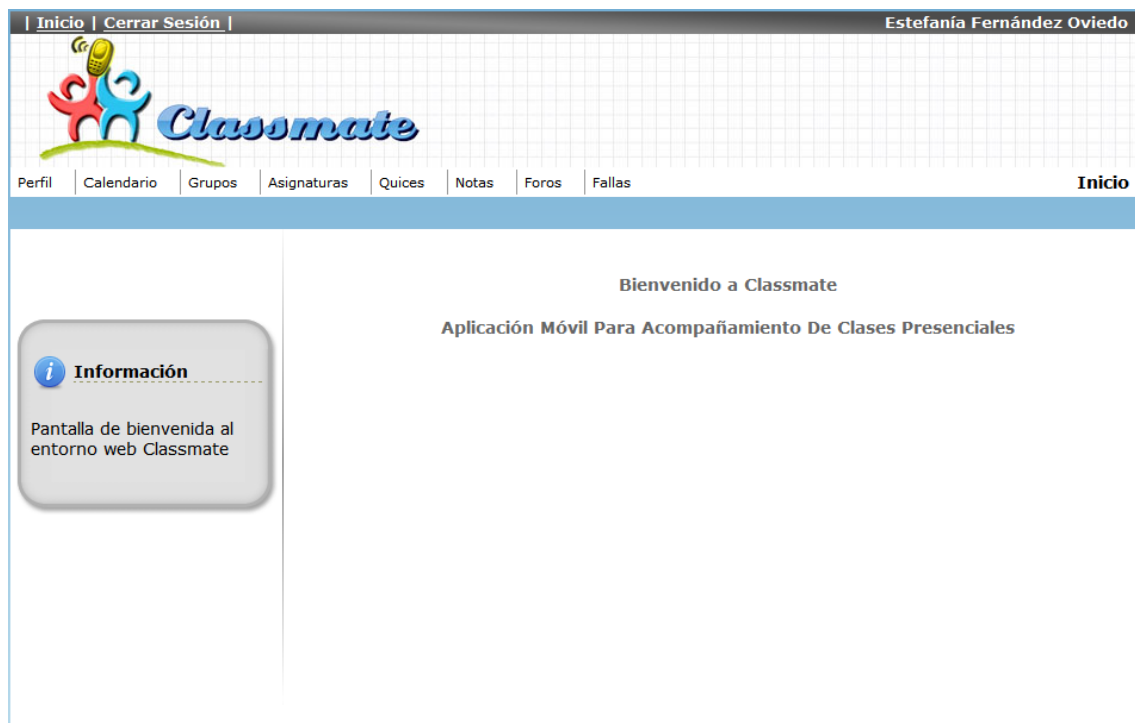 | Inicio | Cerrar Sesión | Estefanía Fernández Oviedo
Classmate
Perfil Calendario Grupos Asignaturas Quices Notas Foros Fallas Inicio
Bienvenido a Classmate
Aplicación Móvil Para Acompañamiento De Clases Presenciales
i Información
Pantalla de bienvenida al
entorno web Classmate